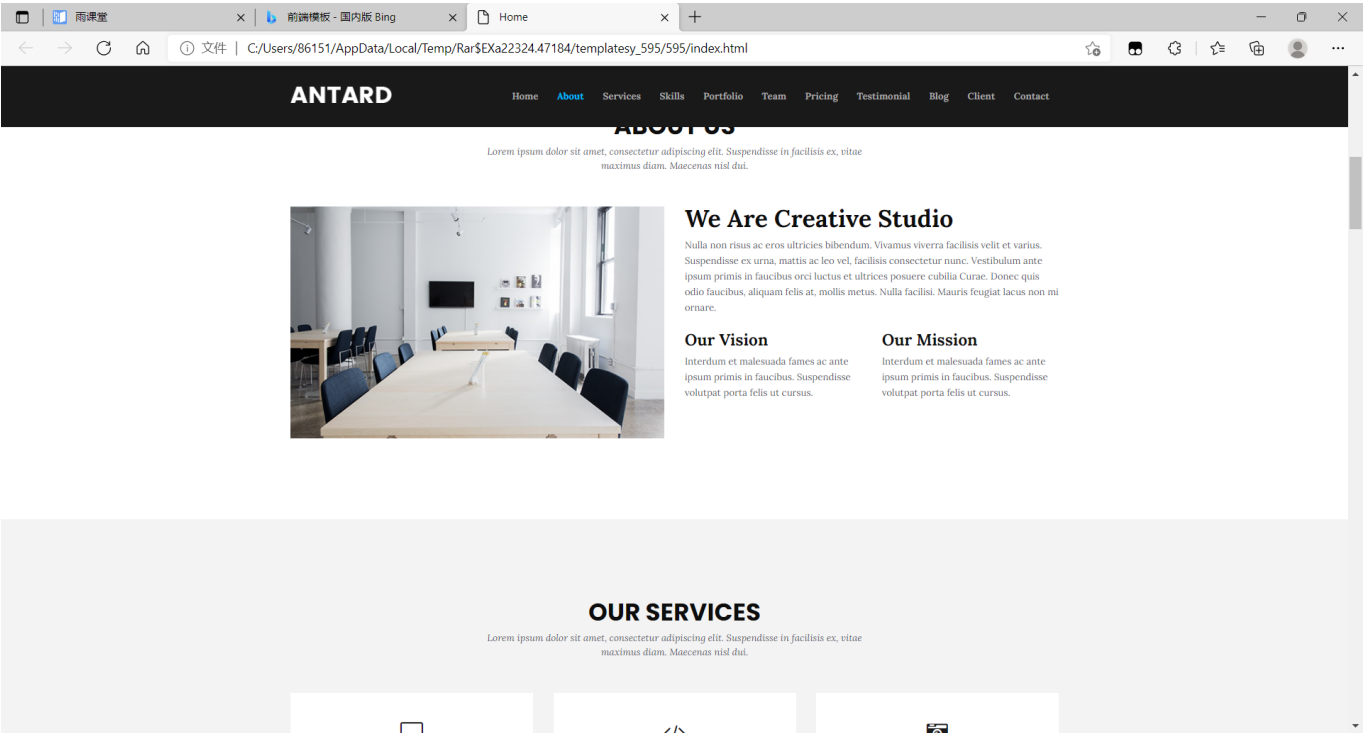 雨课堂
前端模板 - 国内版 Bing
Home
文件 | C:/Users/86151/AppData/Local/Temp/Rar$EXa22324.47184/templatesy_595/595/index.html
ANTARD
Home About Services Skills Portfolio Team Pricing Testimonial Blog Client Contact
ABOUT US
Lorem ipsum dolor sit amet, consectetur adipiscing elit. Suspendisse in facilisis ex, vitae
maximus diam. Maecenas nisl dui.
We Are Creative Studio
Nulla non risus ac eros ultricies bibendum. Vivamus viverra facilisis velit et varius.
Suspendisse ex urna, mattis ac leo vel, facilisis consectetur nunc. Vestibulum ante
ipsum primis in faucibus orci luctus et ultrices posuere cubilia Curae. Donec quis
odio faucibus, aliquam felis at, mollis metus. Nulla facilisi. Mauris feugiat lacus non mi
ornare.
Our Vision
Interdum et malesuada fames ac ante
ipsum primis in faucibus. Suspendisse
volutpat porta felis ut cursus.
Our Mission
Interdum et malesuada fames ac ante
ipsum primis in faucibus. Suspendisse
volutpat porta felis ut cursus.
OUR SERVICES
Lorem ipsum dolor sit amet, consectetur adipiscing elit. Suspendisse in facilisis ex, vitae
maximus diam. Maecenas nisl dui.